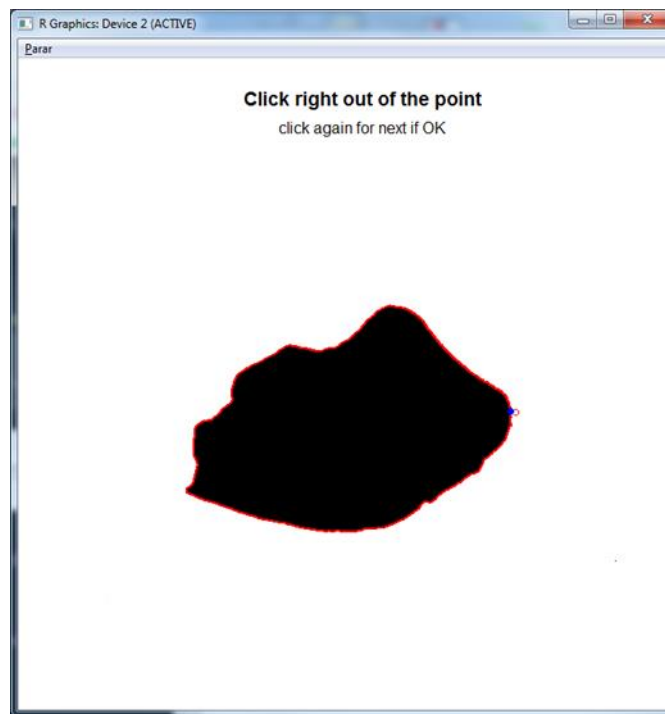 R Graphics: Device 2 (ACTIVE)
Parar
Click right out of the point
click again for next if OK